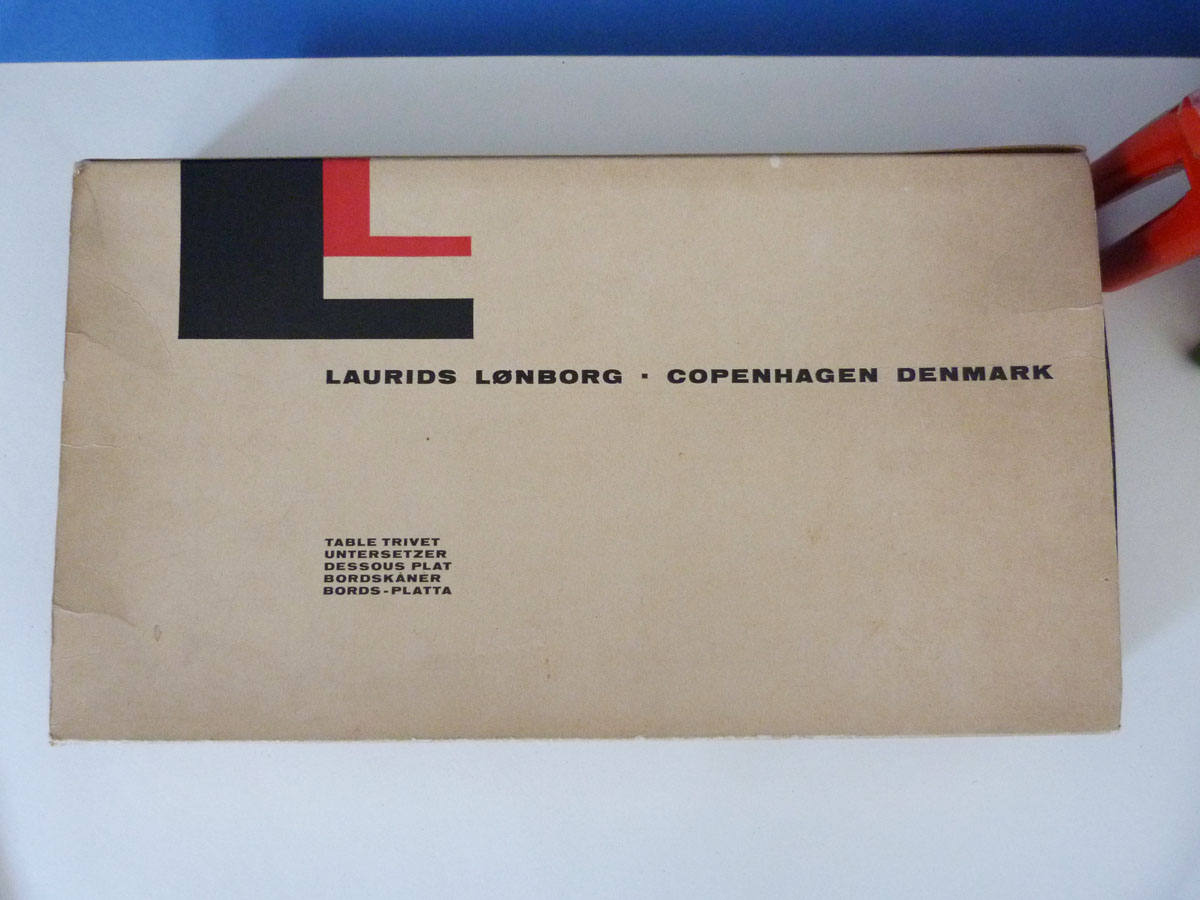 LAURIDS LØNBORG · COPENHAGEN DENMARK
TABLE TRIVET
UNTERSETZER
DESSOUS PLAT
BORDSKÅNER
BORDS-PLATTA